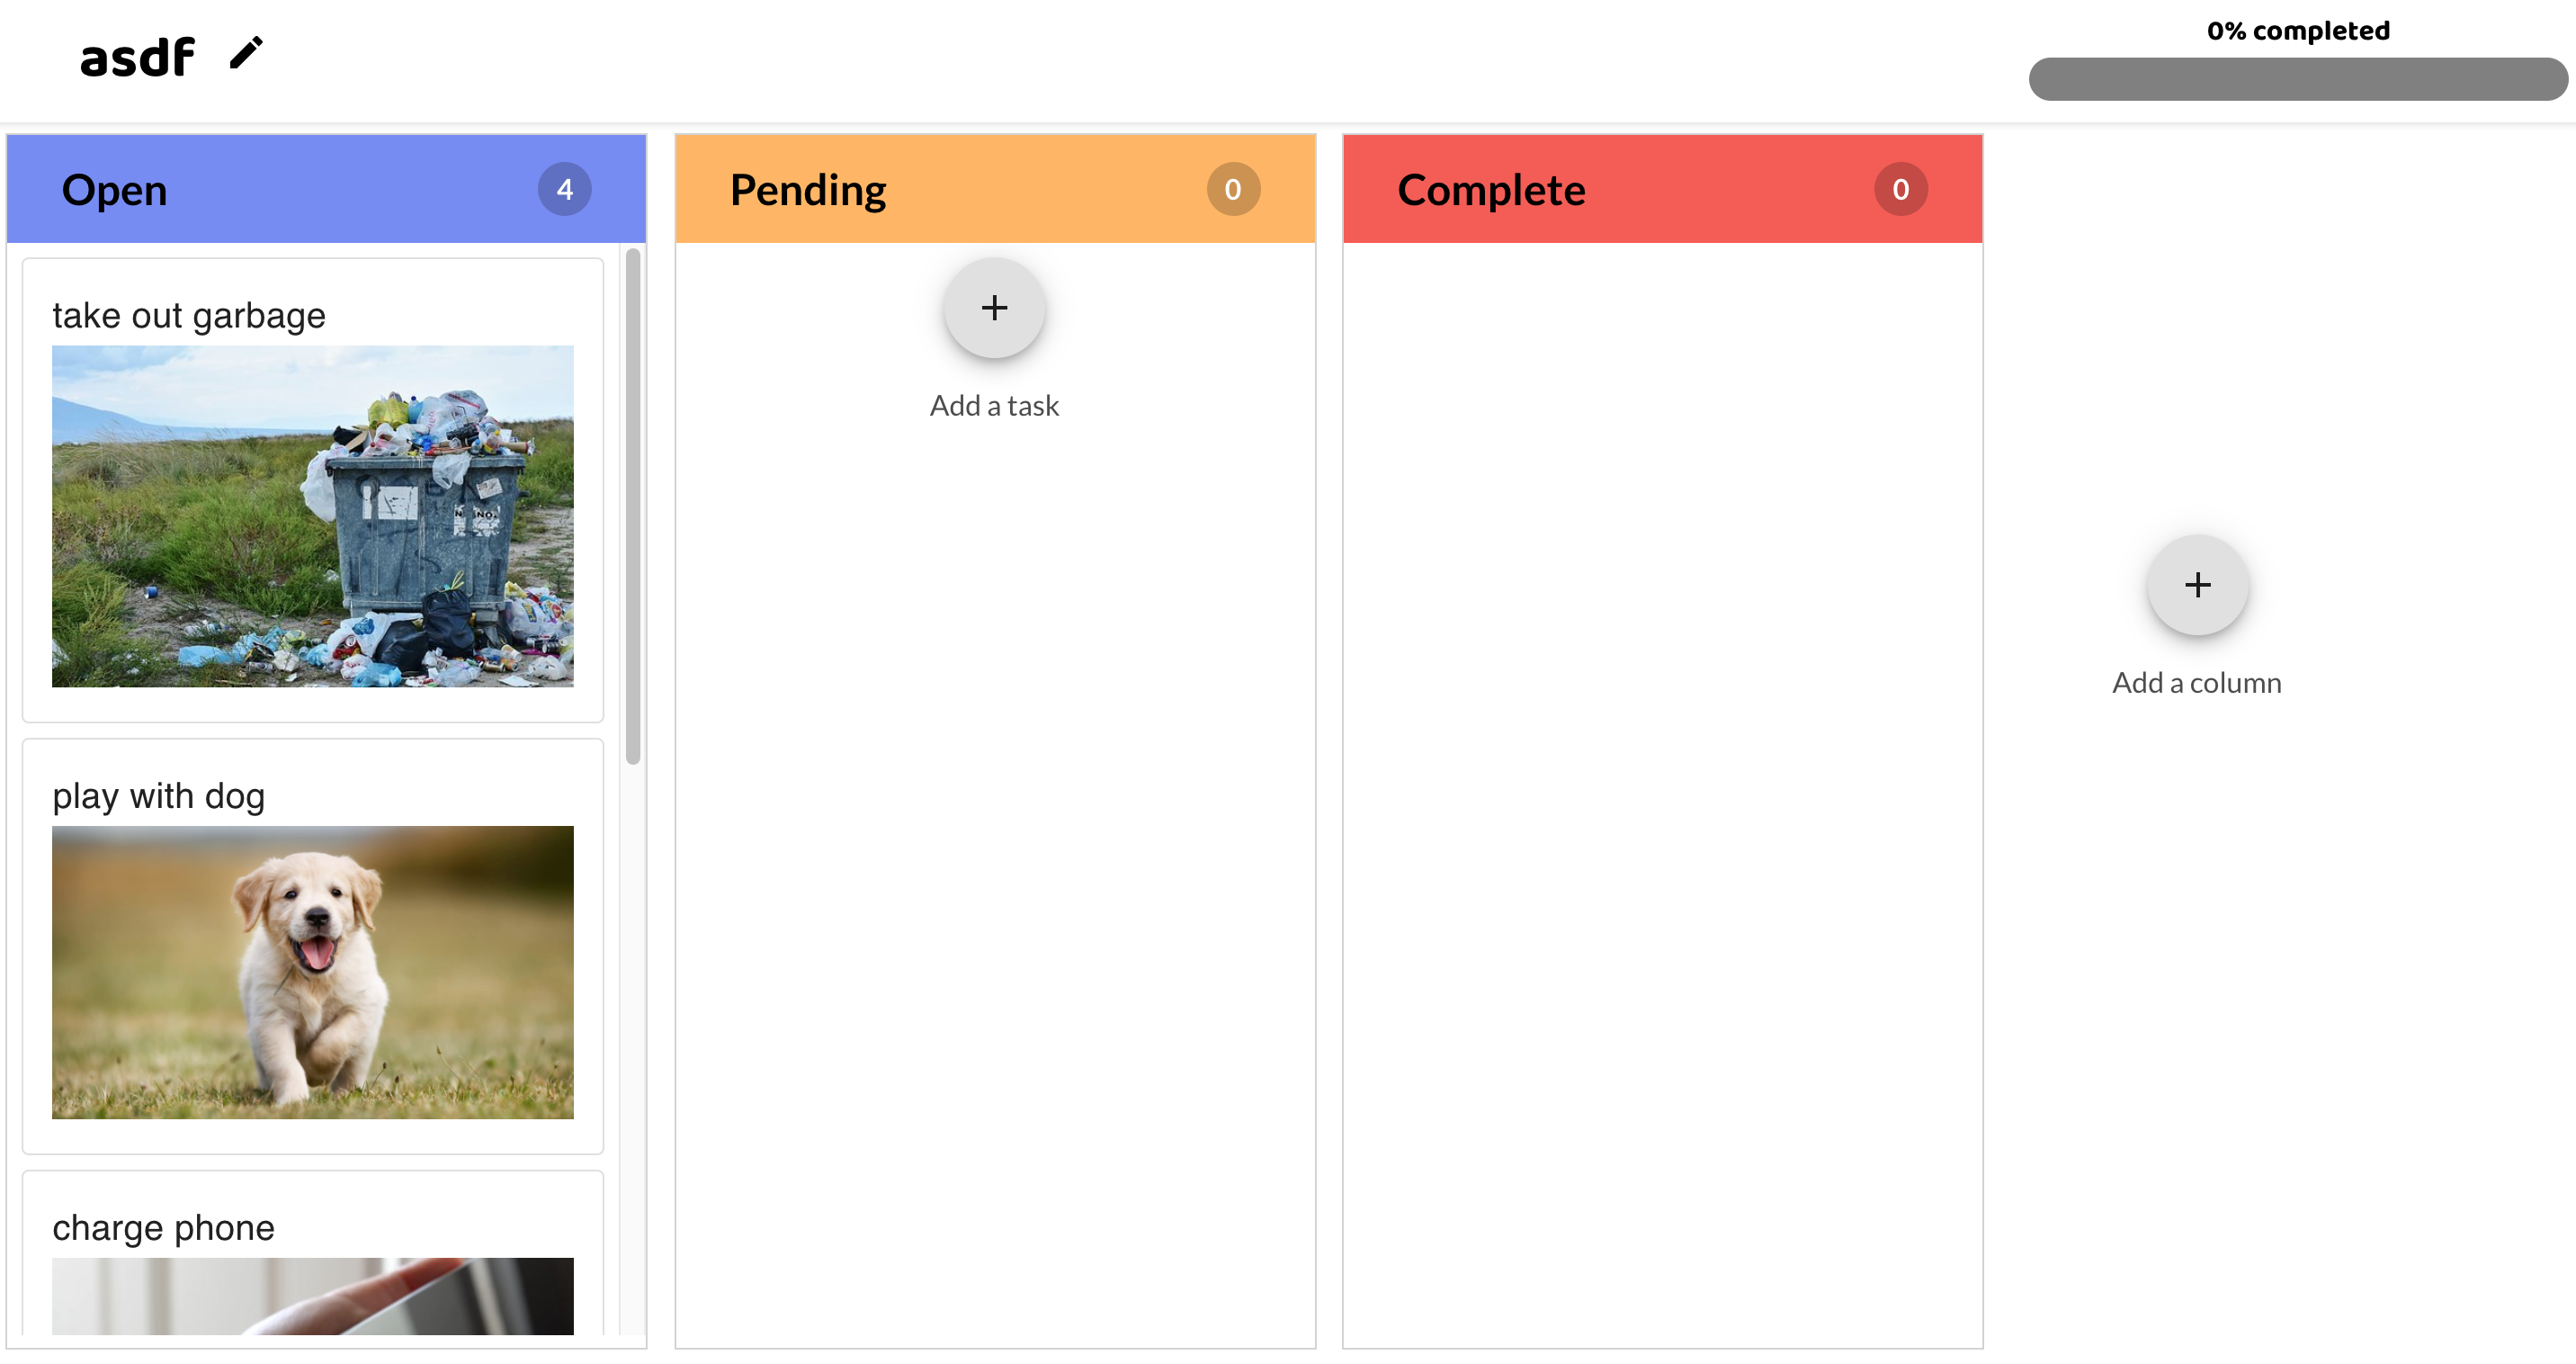 asdf
0% completed
Open 4
Pending 0
Complete 0
take out garbage
Add a task
Add a column
play with dog
charge phone